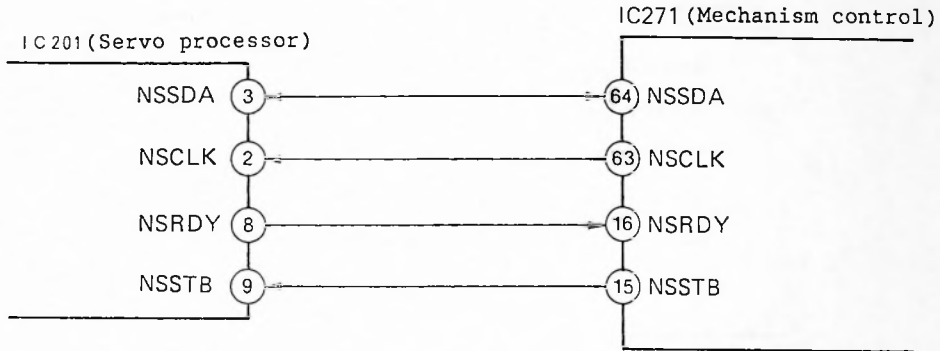 IC271 (Mechanism control)
IC201 (Servo processor)
NSSDA 3 64 NSSDA
NSCLK 2 63 NSCLK
NSRDY 8 16 NSRDY
NSSTB 9 15 NSSTB